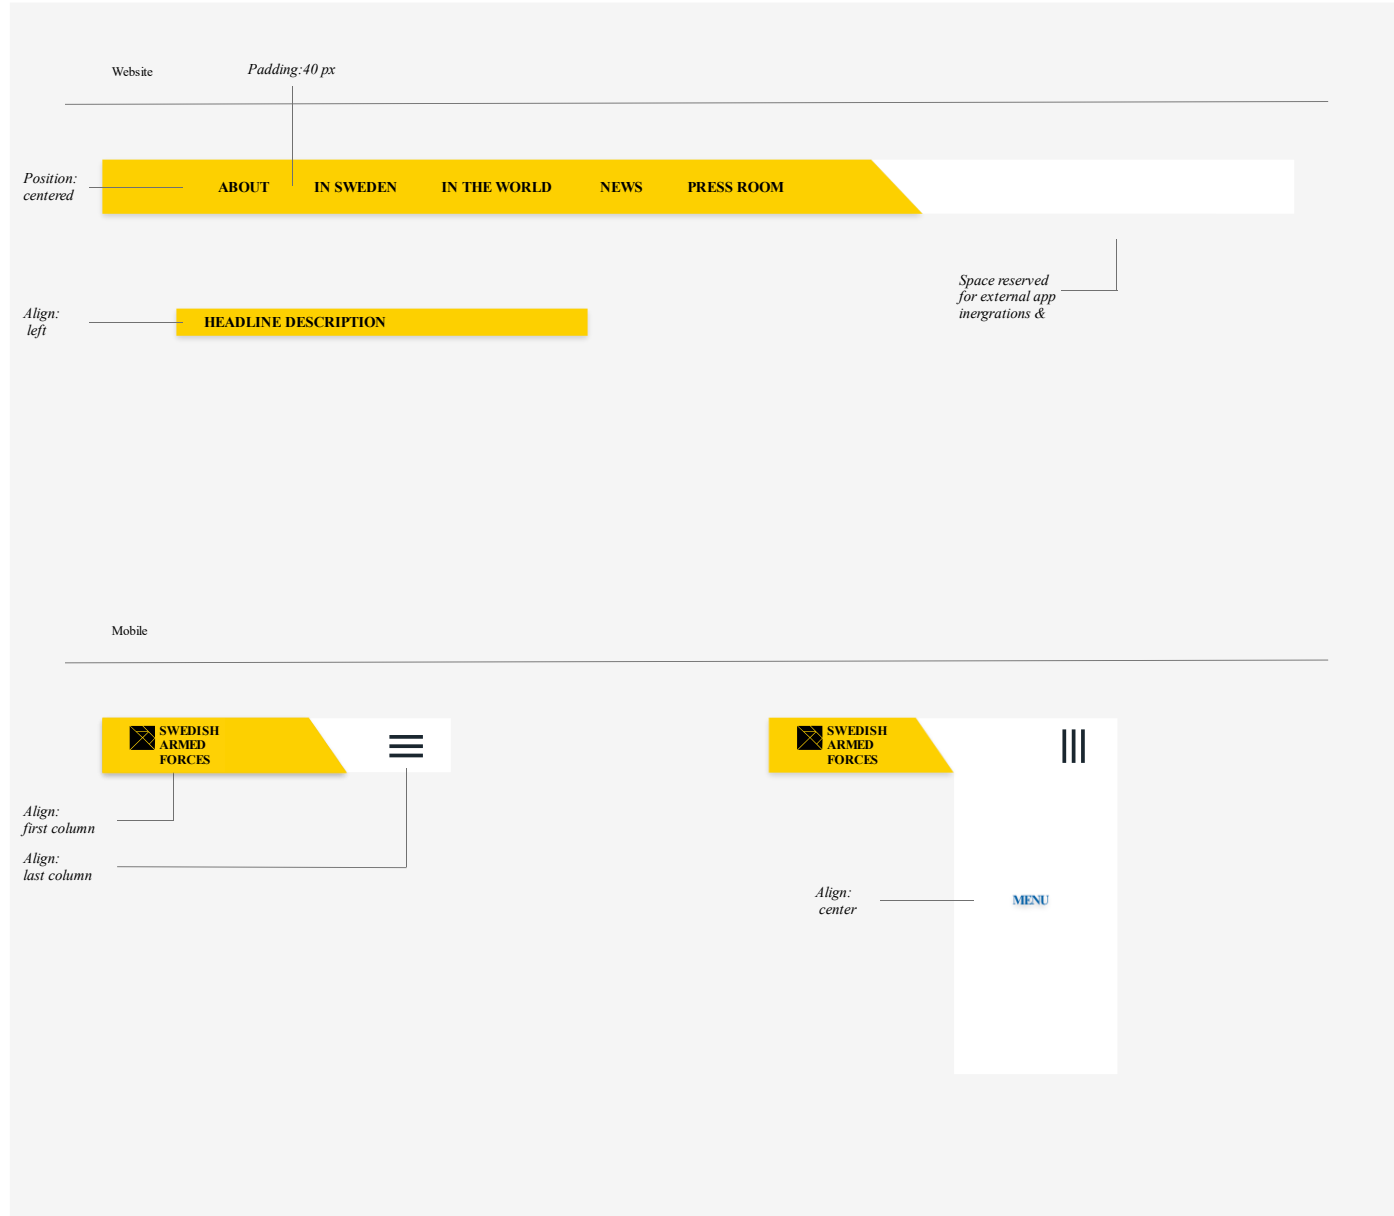 Website
Padding:40 px
Position:
centered
ABOUT IN SWEDEN IN THE WORLD NEWS PRESS ROOM
Space reserved
for external app
inergrations &
Align:
left
HEADLINE DESCRIPTION
Mobile
SWEDISH
ARMED
FORCES
SWEDISH
ARMED
FORCES
Align:
first column
Align:
last column
Align:
center
MENU